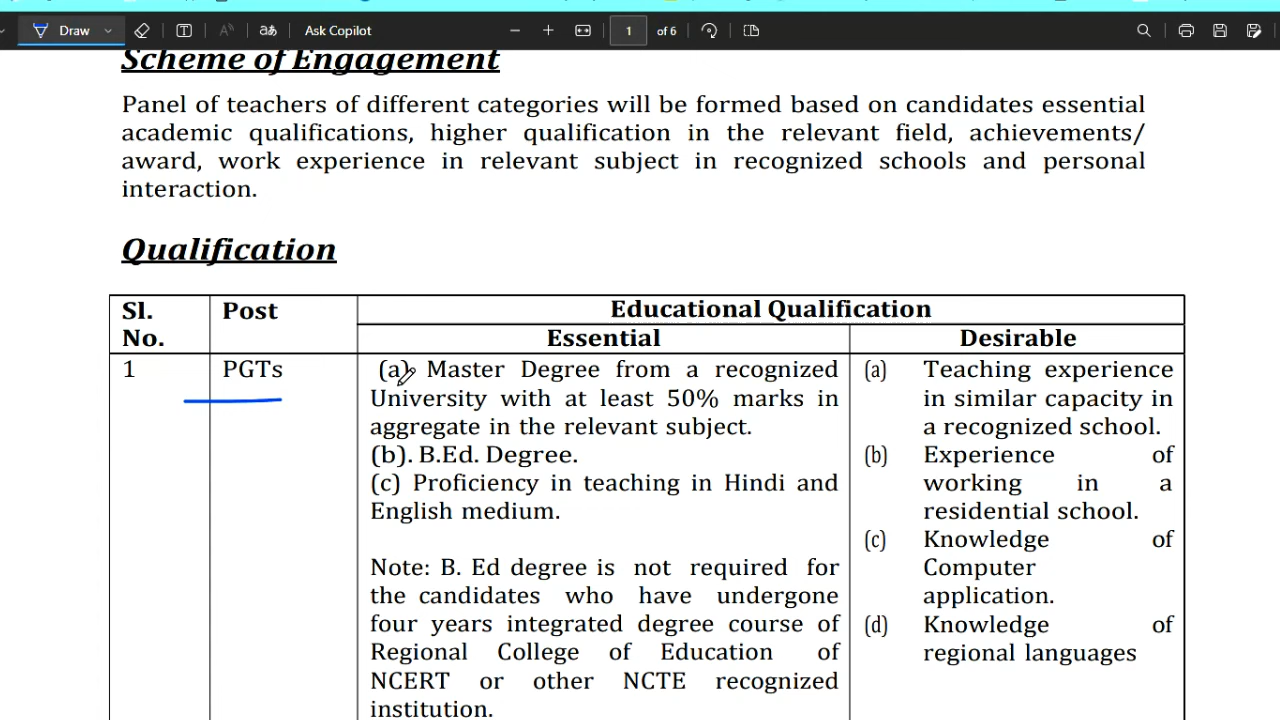 Draw
Ask Copilot
1 of 6
Scheme of Engagement
Panel of teachers of different categories will be formed based on candidates essential
academic qualifications, higher qualification in the relevant field, achievements/
award, work experience in relevant subject in recognized schools and personal
interaction.
Qualification
Sl.
No.
Post
Educational Qualification
Essential
Desirable
1
PGTs
(a). Master Degree from a recognized
University with at least 50% marks in
aggregate in the relevant subject.
(b). B.Ed. Degree.
(c) Proficiency in teaching in Hindi and
English medium.
Note: B. Ed degree is not required for
the candidates who have undergone
four years integrated degree course of
Regional College of Education of
NCERT or other NCTE recognized
institution.
(a) Teaching experience
in similar capacity in
a recognized school.
(b) Experience of
working in a
residential school.
(c) Knowledge of
Computer
application.
(d) Knowledge of
regional languages